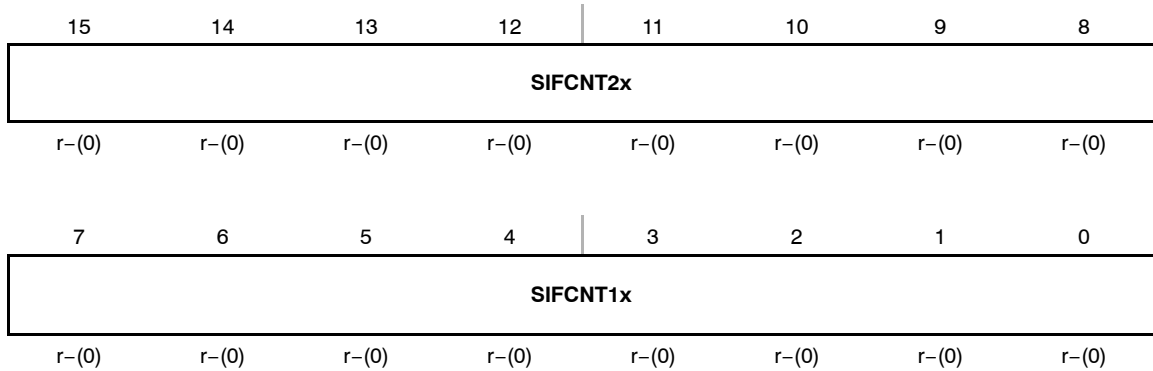 15 14 13 12 11 10 9 8
SIFCNT2x
r−(0) r−(0) r−(0) r−(0) r−(0) r−(0) r−(0) r−(0)
7 6 5 4 3 2 1 0
SIFCNT1x
r−(0) r−(0) r−(0) r−(0) r−(0) r−(0) r−(0) r−(0)